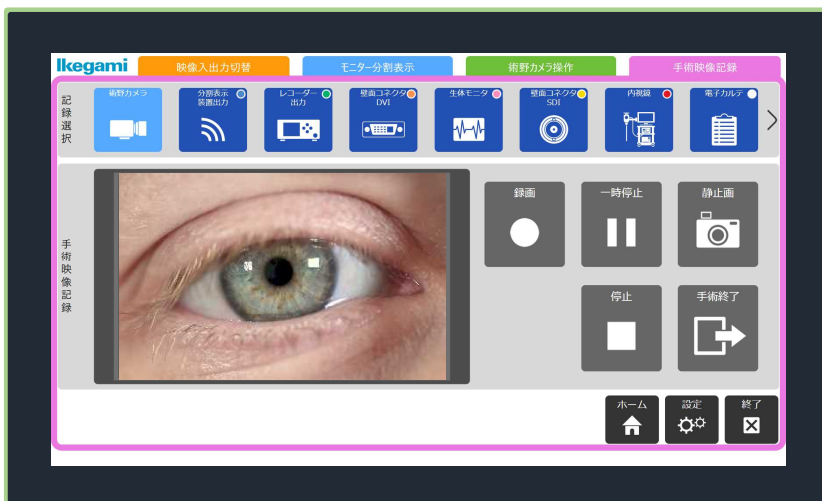 Ikegami
映像入出力切替
モニター分割表示
術野カメラ操作
手術映像記録
記録選択
術野カメラ
分割表示
装置出力
レコーダー
出力
壁面コネクタ
DVI
生体モニタ
壁面コネクタ
SDI
内視鏡
電子カルテ
手術映像記録
録画
一時停止
静止画
停止
手術終了
ホーム
設定
終了